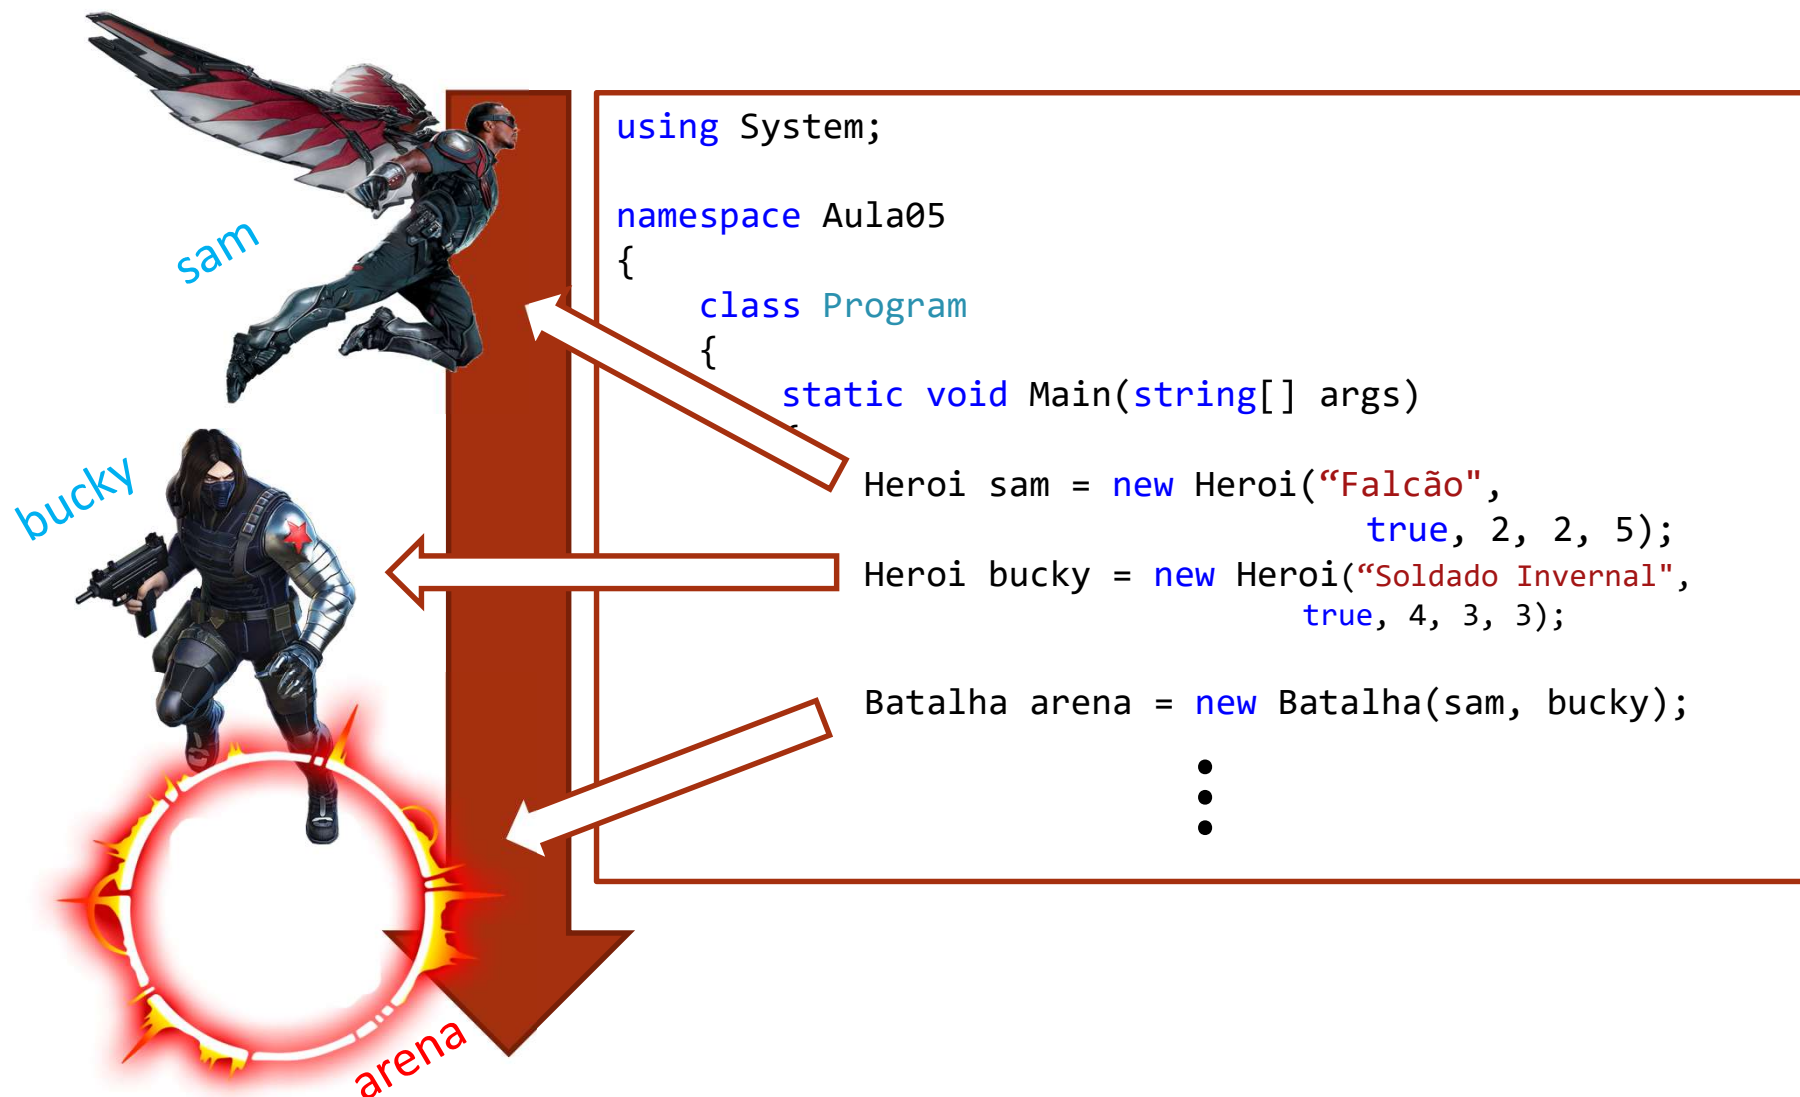 sam
bucky
arena
using System;
namespace Aula05
{
class Program
{
static void Main(string[] args)
{
Heroi sam = new Heroi(“Falcão",
true, 2, 2, 5);
Heroi bucky = new Heroi(“Soldado Invernal",
true, 4, 3, 3);
Batalha arena = new Batalha(sam, bucky);